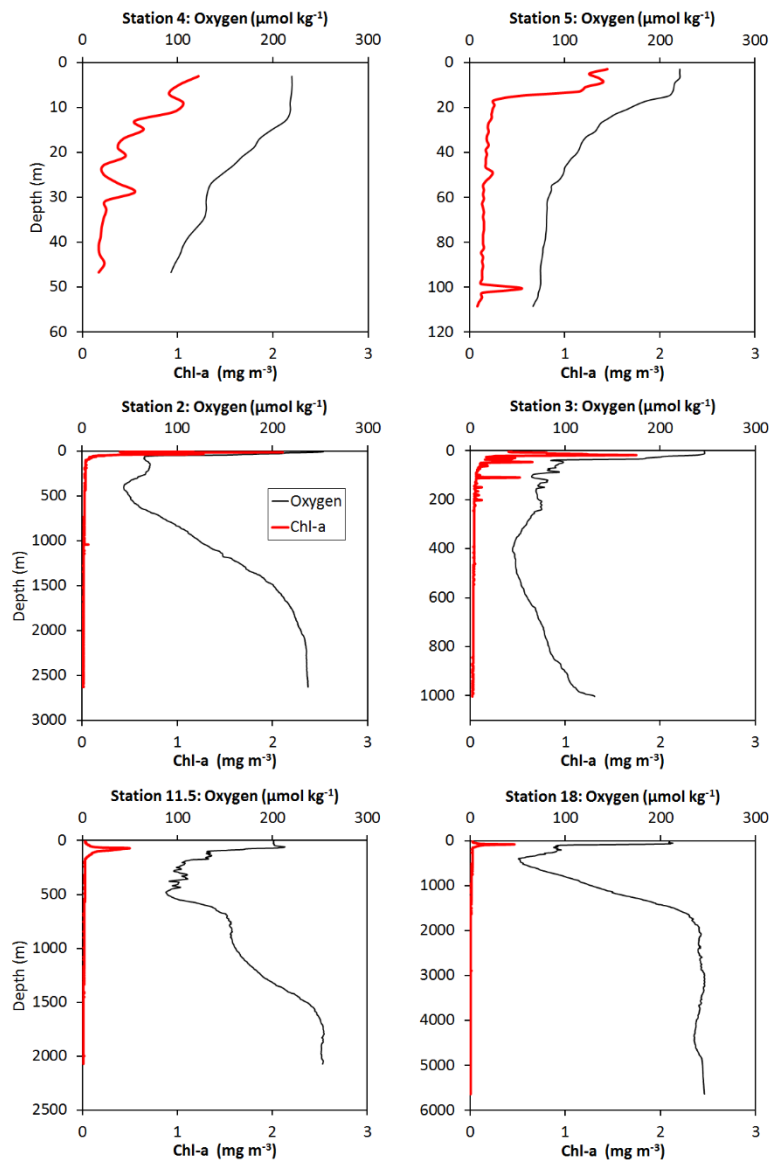 Station 4: Oxygen (µmol kg⁻¹)
0 100 200 300
0
10
20
30
40
50
60
Depth (m)
0 1 2 3
Chl-a (mg m⁻³)
Station 5: Oxygen (µmol kg⁻¹)
0 100 200 300
0
20
40
60
80
100
120
0 1 2 3
Chl-a (mg m⁻³)
Station 2: Oxygen (µmol kg⁻¹)
0 100 200 300
0
500
1000
1500
2000
2500
3000
Depth (m)
Oxygen
Chl-a
0 1 2 3
Chl-a (mg m⁻³)
Station 3: Oxygen (µmol kg⁻¹)
0 100 200 300
0
200
400
600
800
1000
0 1 2 3
Chl-a (mg m⁻³)
Station 11.5: Oxygen (µmol kg⁻¹)
0 100 200 300
0
500
1000
1500
2000
2500
Depth (m)
0 1 2 3
Chl-a (mg m⁻³)
Station 18: Oxygen (µmol kg⁻¹)
0 100 200 300
0
1000
2000
3000
4000
5000
6000
0 1 2 3
Chl-a (mg m⁻³)